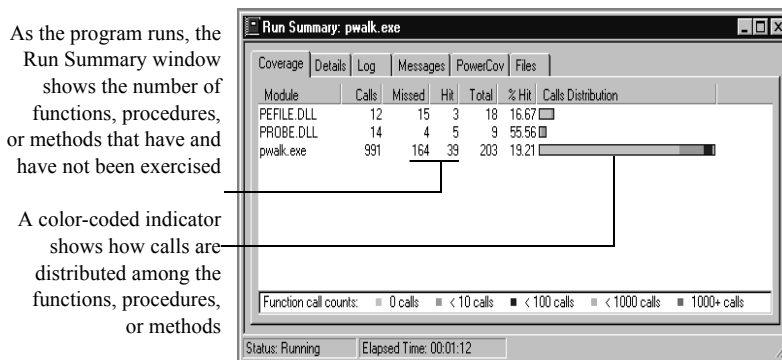 As the program runs, the
Run Summary window
shows the number of
functions, procedures,
or methods that have and
have not been exercised
A color-coded indicator
shows how calls are
distributed among the
functions, procedures,
or methods
Run Summary: pwalk.exe
Coverage Details Log Messages PowerCov Files
Module Calls Missed Hit Total % Hit Calls Distribution
PEFILE.DLL 12 15 3 18 16.67
PROBE.DLL 14 4 5 9 55.56
pwalk.exe 991 164 39 203 19.21
Function call counts: 0 calls < 10 calls < 100 calls < 1000 calls 1000+ calls
Status: Running Elapsed Time: 00:01:12